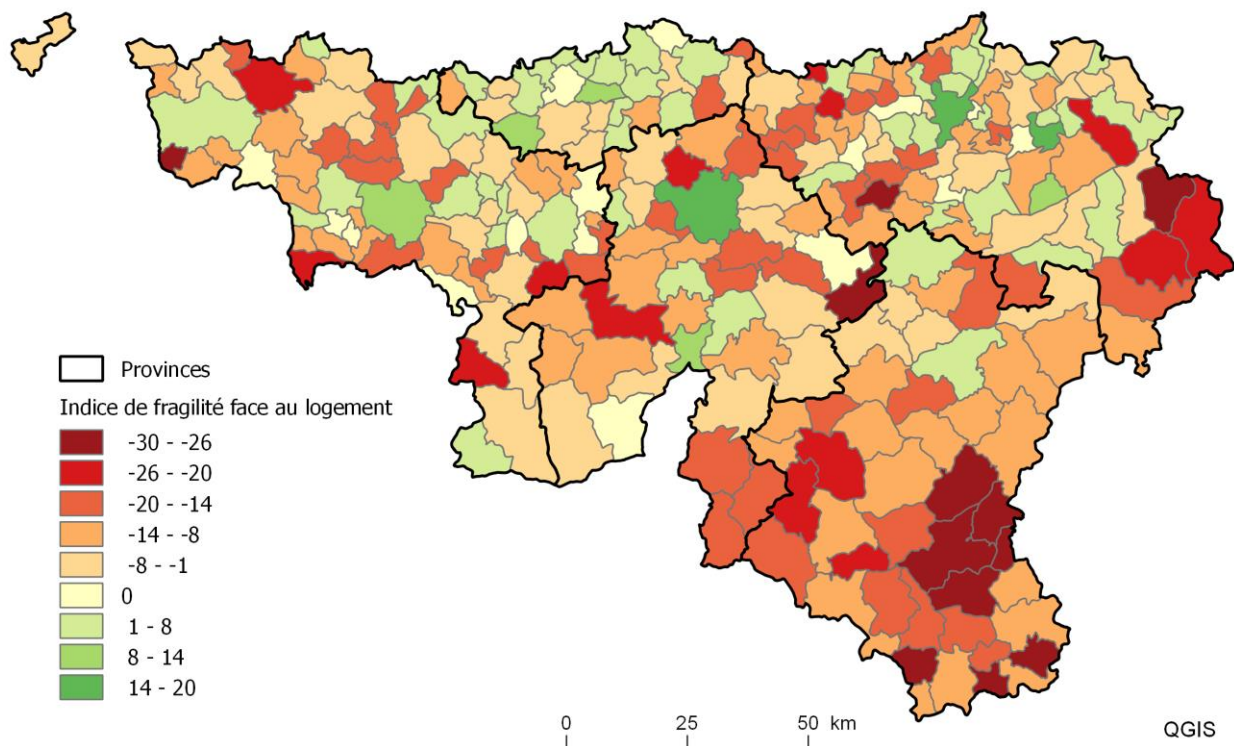 Provinces
Indice de fragilité face au logement
-30 - -26
-26 - -20
-20 - -14
-14 - -8
-8 - -1
0
1 - 8
8 - 14
14 - 20
0 25 50 km
QGIS